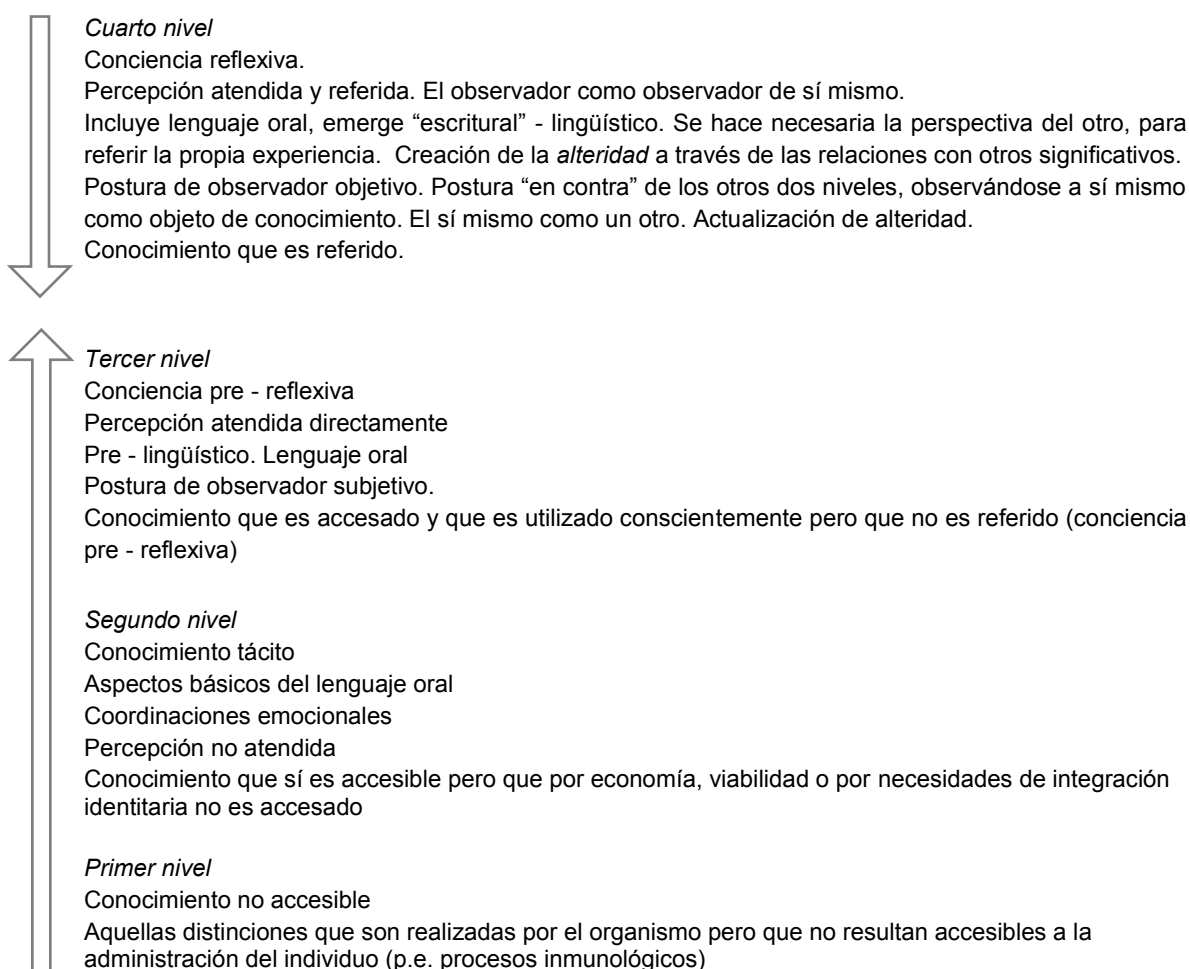 Cuarto nivel
Conciencia reflexiva.
Percepción atendida y referida. El observador como observador de sí mismo.
Incluye lenguaje oral, emerge “escritural” - lingüístico. Se hace necesaria la perspectiva del otro, para
referir la propia experiencia. Creación de la alteridad a través de las relaciones con otros significativos.
Postura de observador objetivo. Postura “en contra” de los otros dos niveles, observándose a sí mismo
como objeto de conocimiento. El sí mismo como un otro. Actualización de alteridad.
Conocimiento que es referido.
Tercer nivel
Conciencia pre - reflexiva
Percepción atendida directamente
Pre - lingüístico. Lenguaje oral
Postura de observador subjetivo.
Conocimiento que es accesado y que es utilizado conscientemente pero que no es referido (conciencia
pre - reflexiva)
Segundo nivel
Conocimiento tácito
Aspectos básicos del lenguaje oral
Coordinaciones emocionales
Percepción no atendida
Conocimiento que sí es accesible pero que por economía, viabilidad o por necesidades de integración
identitaria no es accesado
Primer nivel
Conocimiento no accesible
Aquellas distinciones que son realizadas por el organismo pero que no resultan accesibles a la
administración del individuo (p.e. procesos inmunológicos)